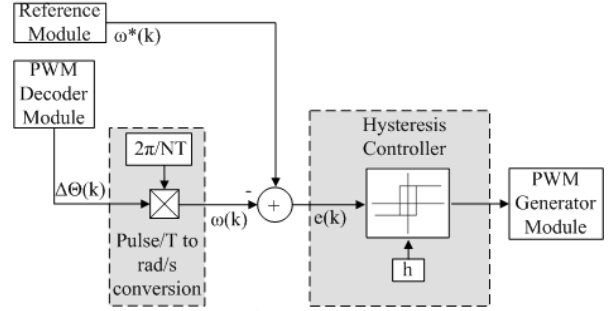 Reference
Module
ω*(k)
PWM
Decoder
Module
2π/NT
Hysteresis
Controller
ΔΘ(k)
-
+
ω(k)
e(k)
PWM
Generator
Module
Pulse/T to
rad/s
conversion
h